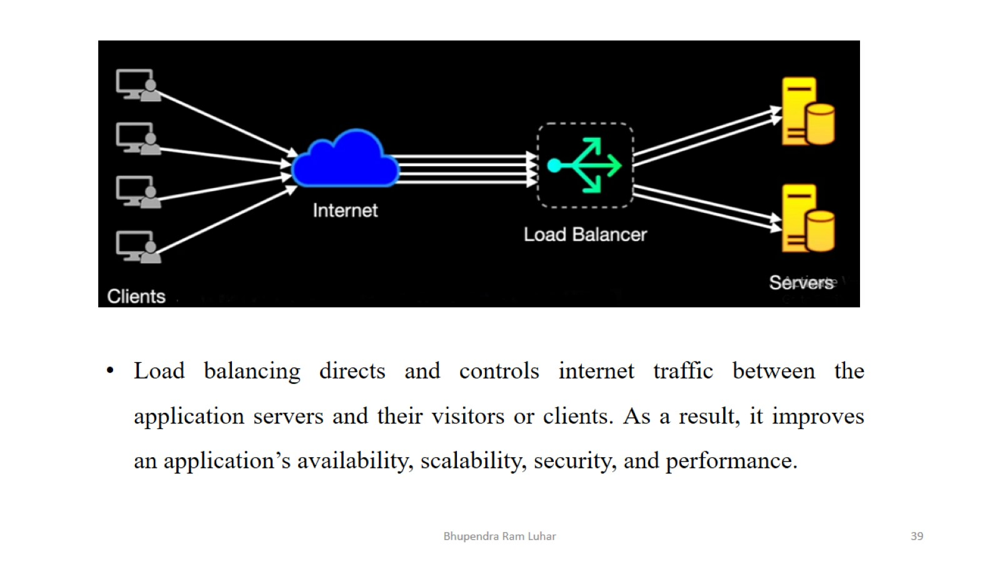 Internet
Load Balancer
Servers
Clients
• Load balancing directs and controls internet traffic between the
application servers and their visitors or clients. As a result, it improves
an application’s availability, scalability, security, and performance.
Bhupendra Ram Luhar
39